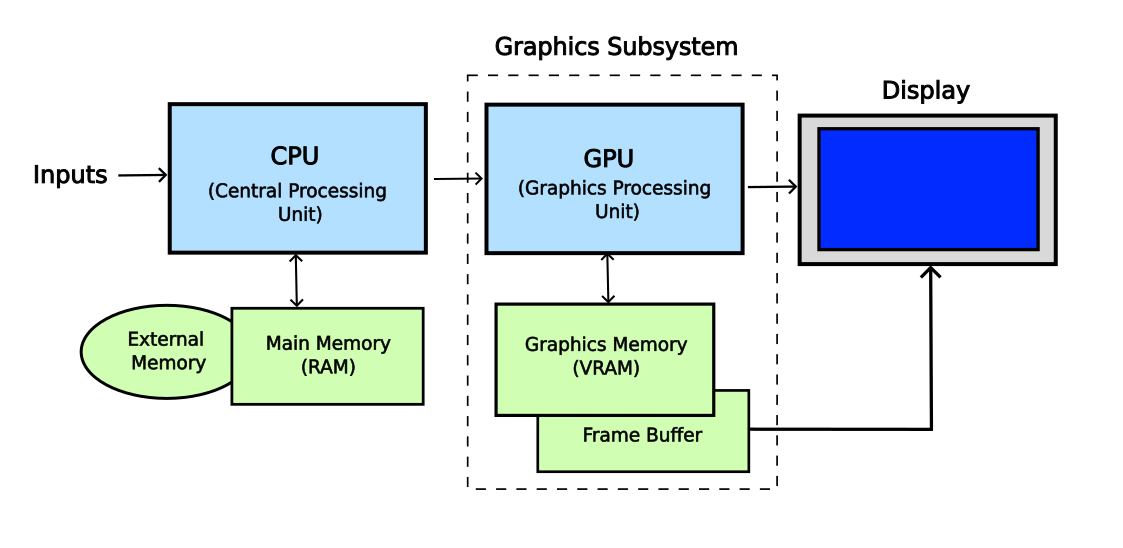 Graphics Subsystem
Display
Inputs
CPU
(Central Processing
Unit)
GPU
(Graphics Processing
Unit)
External
Memory
Main Memory
(RAM)
Graphics Memory
(VRAM)
Frame Buffer